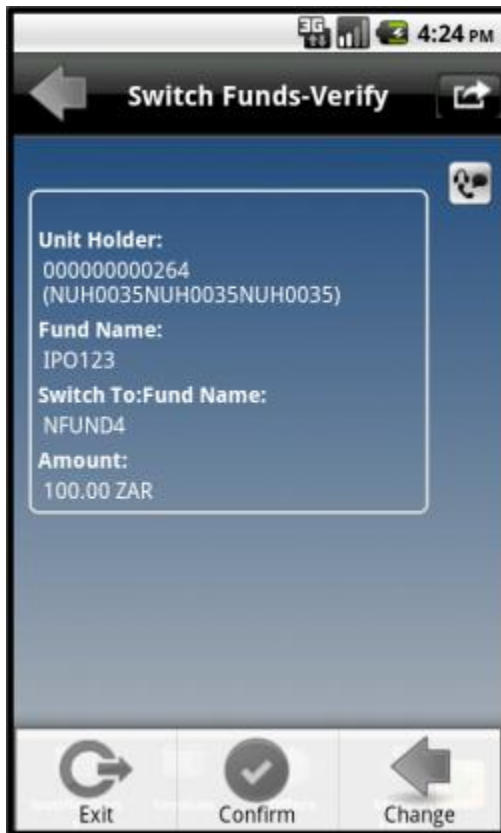 3G 4:24 PM
Switch Funds-Verify
Unit Holder:
000000000264
(NUH0035NUH0035NUH0035)
Fund Name:
IPO123
Switch To:Fund Name:
NFUND4
Amount:
100.00 ZAR
Exit Confirm Change